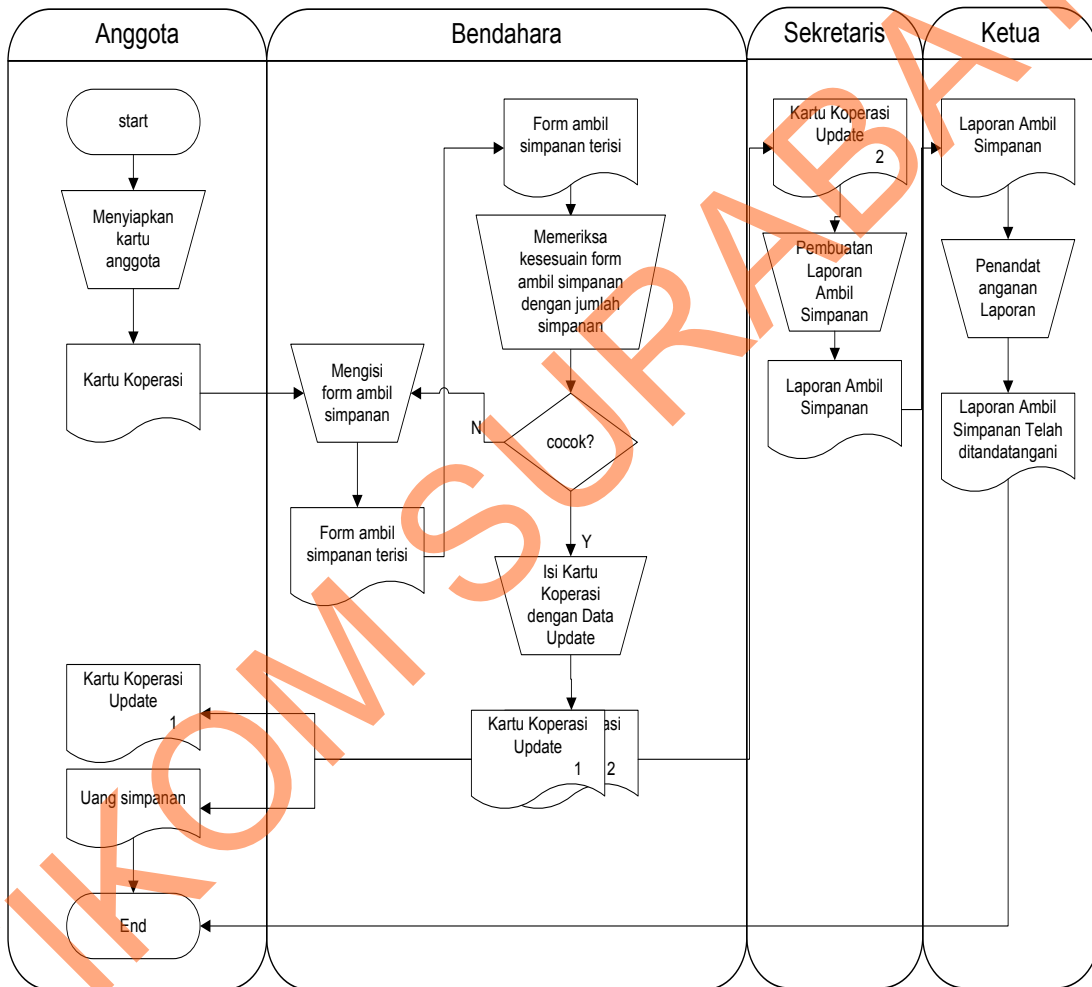 Anggota
Bendahara
Sekretaris
Ketua
start
Menyiapkan
kartu
anggota
Kartu Koperasi
Kartu Koperasi
Update
1
Uang simpanan
End
Mengisi
form ambil
simpanan
Form ambil
simpanan terisi
Form ambil
simpanan terisi
Memeriksa
kesesuain form
ambil simpanan
dengan jumlah
simpanan
cocok?
N
Y
Isi Kartu
Koperasi
dengan Data
Update
Kartu Koperasi
Update
1
asi
2
Kartu Koperasi
Update
2
Pembuatan
Laporan
Ambil
Simpanan
Laporan Ambil
Simpanan
Laporan Ambil
Simpanan
Penandat
anganan
Laporan
Laporan Ambil
Simpanan Telah
ditandatangani
IKOM SURABA